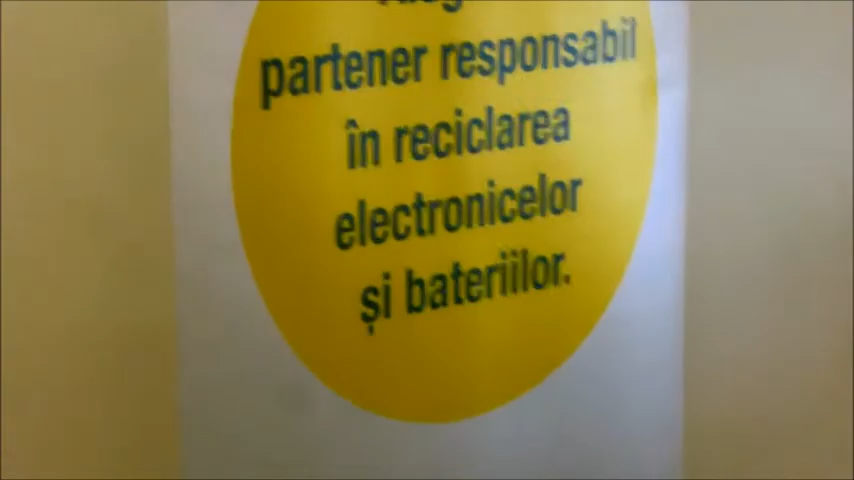 partener responsabil
în reciclarea
electronicelor
și bateriilor.